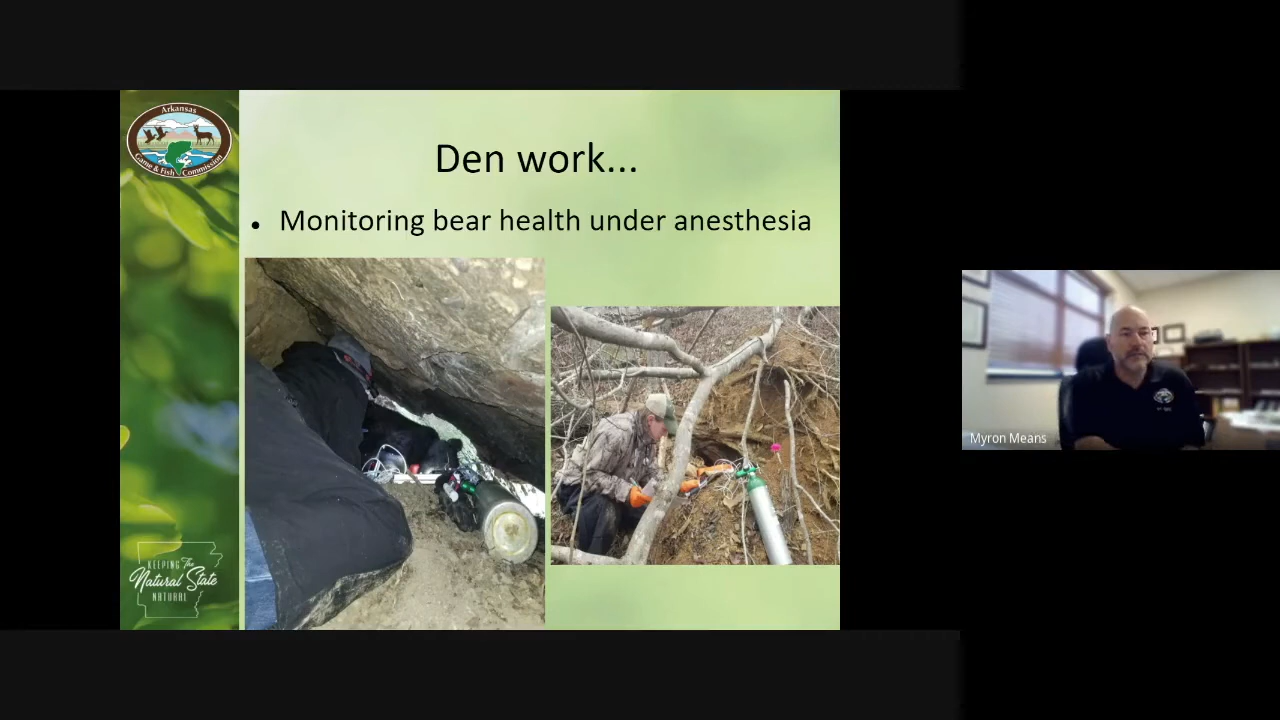 Arkansas
Game & Fish Commission
Den work...
• Monitoring bear health under anesthesia
KEEPING The
Natural State
NATURAL
Myron Means